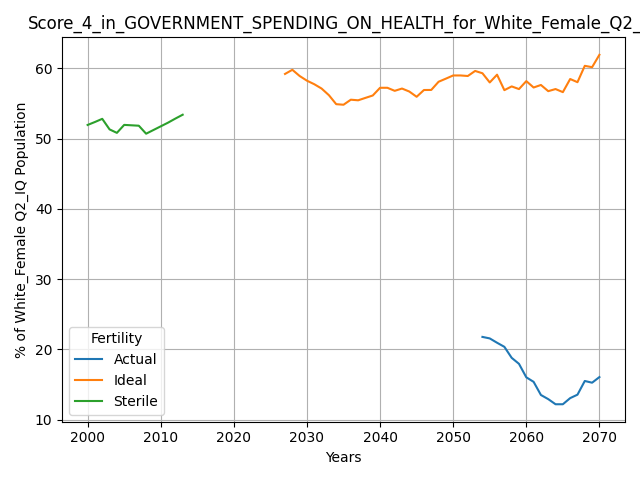 Score_4_in_GOVERNMENT_SPENDING_ON_HEALTH_for_White_Female_Q2_
% of White_Female Q2_IQ Population
60
50
40
30
20
10
Fertility
Actual
Ideal
Sterile
2000 2010 2020 2030 2040 2050 2060 2070
Years